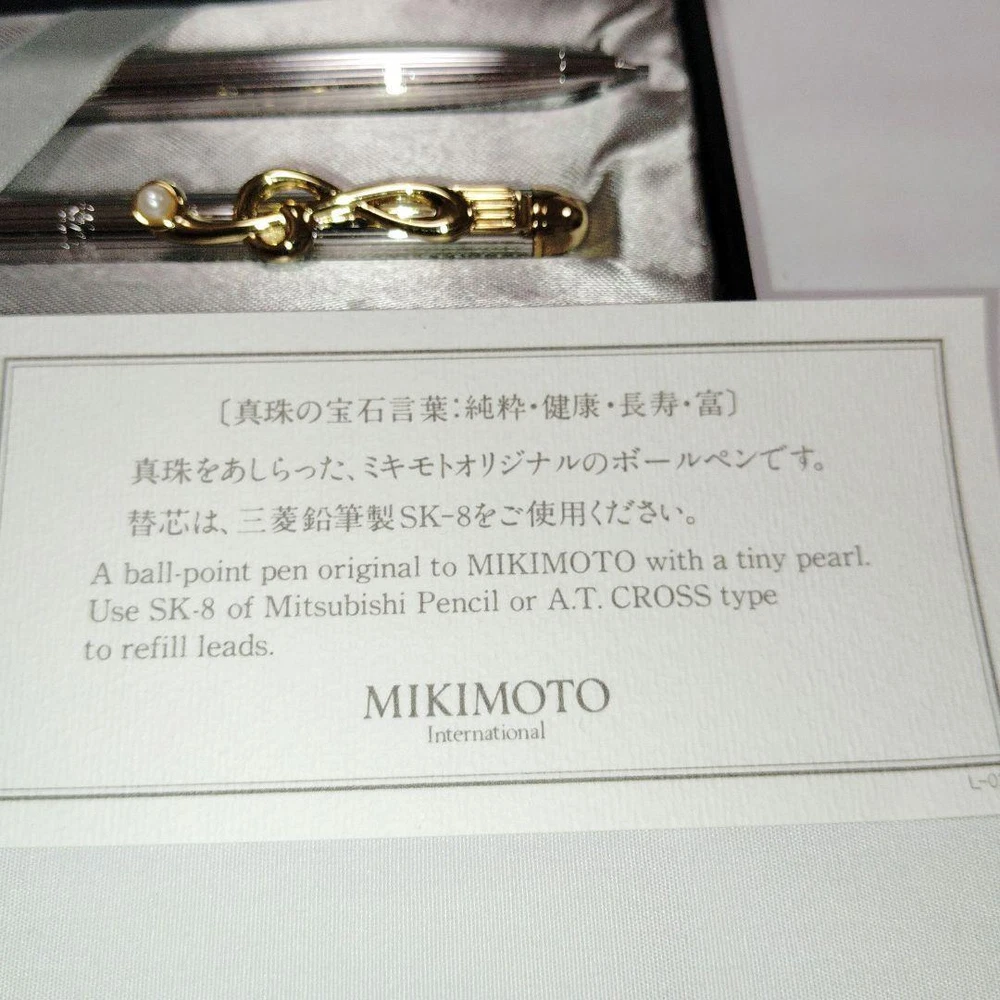 〔真珠の宝石言葉：純粋・健康・長寿・富〕
真珠をあしらった、ミキモトオリジナルのボールペンです。
替芯は、三菱鉛筆製SK-8をご使用ください。
A ball-point pen original to MIKIMOTO with a tiny pearl.
Use SK-8 of Mitsubishi Pencil or A.T. CROSS type
to refill leads.
MIKIMOTO
International